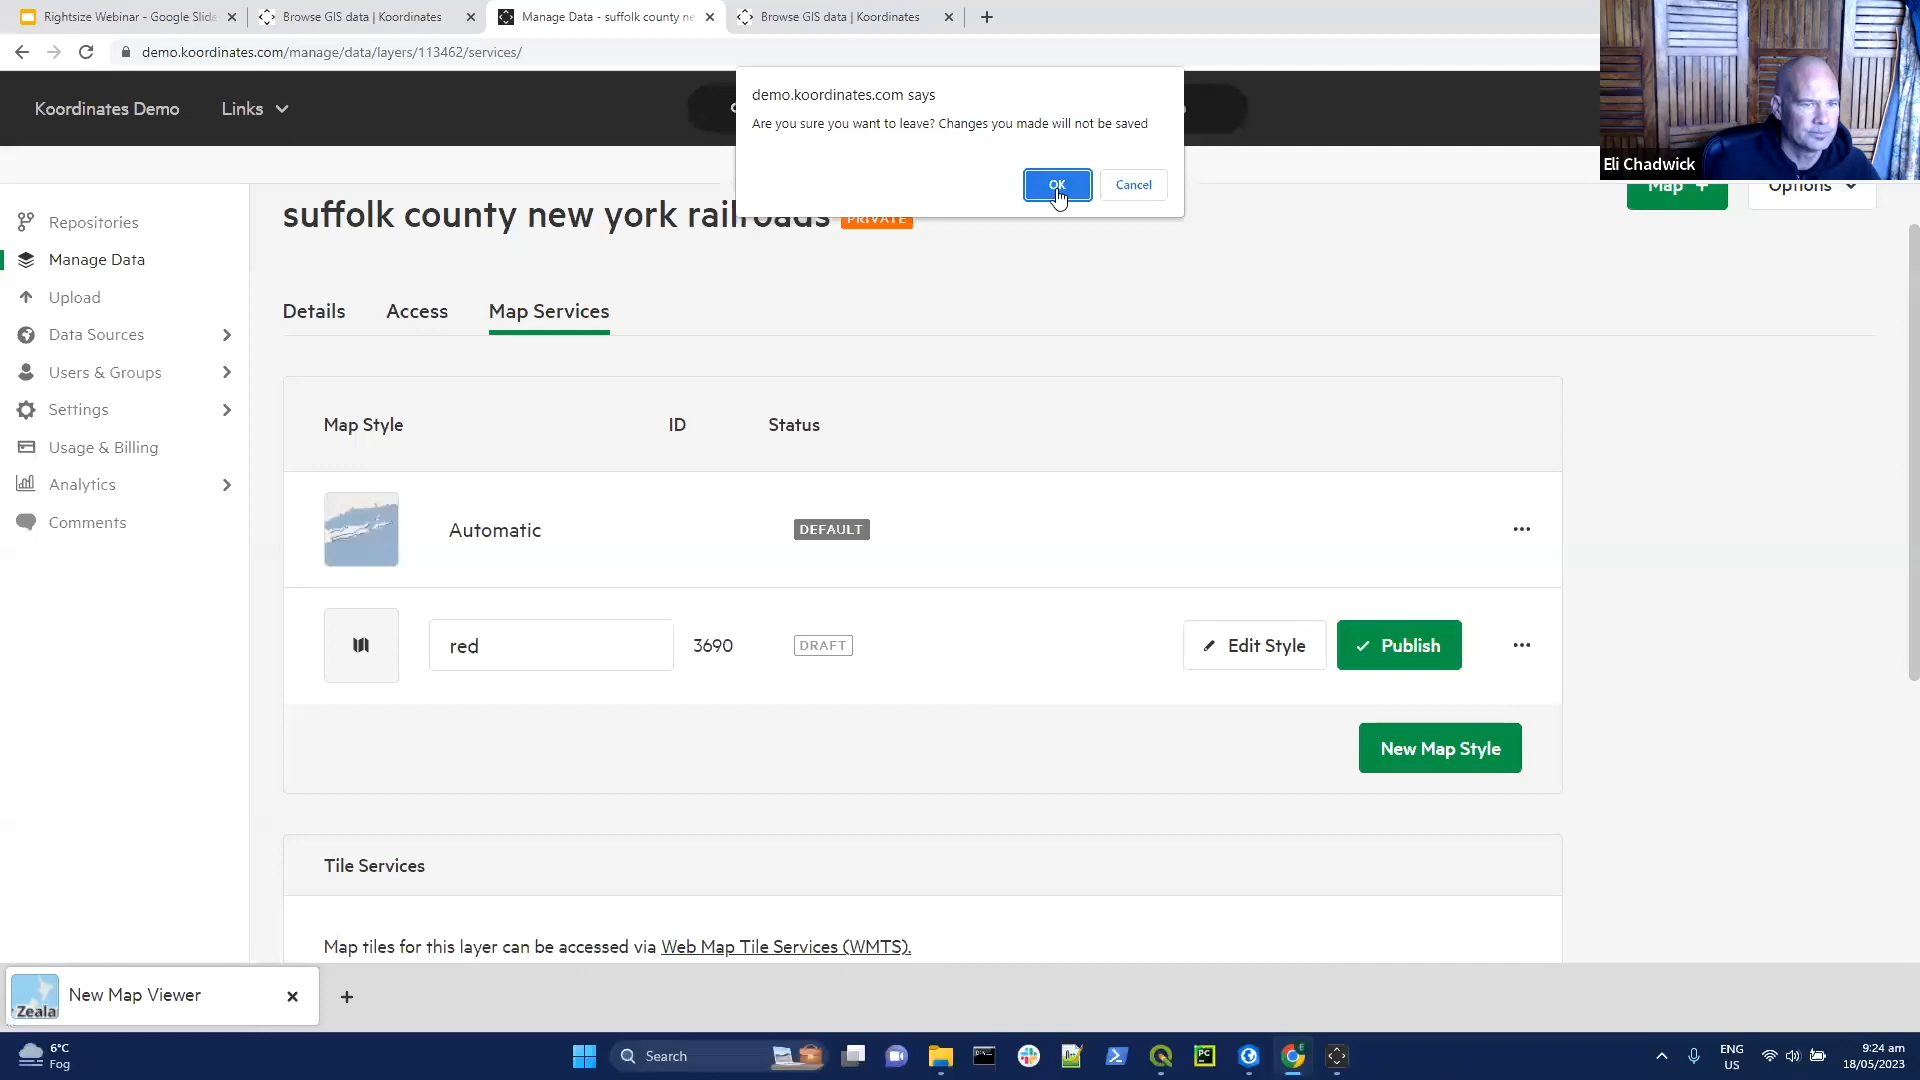 Rightsize Webinar - Google Slida
Browse GIS data | Koordinates
Manage Data - suffolk county ne
Browse GIS data | Koordinates
demo.koordinates.com/manage/data/layers/113462/services/
Koordinates Demo
Links
demo.koordinates.com says
Are you sure you want to leave? Changes you made will not be saved
OK
Cancel
Eli Chadwick
Map +
Options
suffolk county new york railroads
PRIVATE
Repositories
Manage Data
Upload
Data Sources
Users & Groups
Settings
Usage & Billing
Analytics
Comments
Details
Access
Map Services
Map Style
ID
Status
Automatic
DEFAULT
red
3690
DRAFT
Edit Style
Publish
New Map Style
Tile Services
Map tiles for this layer can be accessed via Web Map Tile Services (WMTS).
Zeala
New Map Viewer
6°C
Fog
Search
PC
ENG
US
9:24 am
18/05/2023